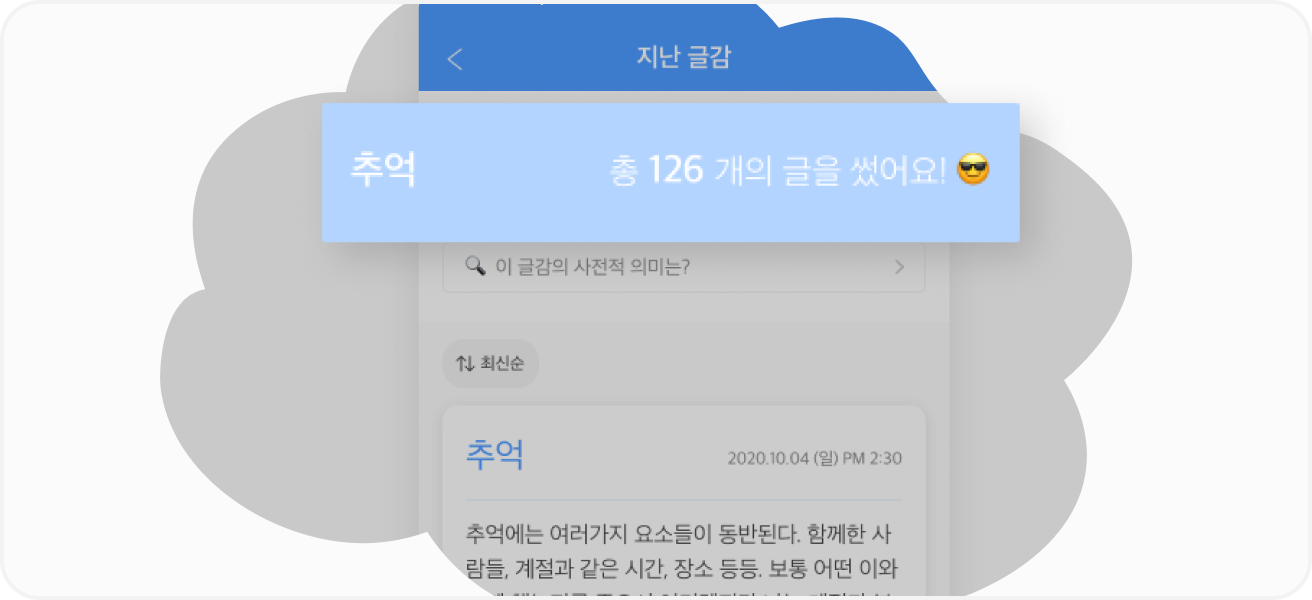 지난 글감
추억
총 126 개의 글을 썼어요! 😎
🔍 이 글감의 사전적 의미는?
↑↓ 최신순
추억
2020.10.04 (일) PM 2:30
추억에는 여러가지 요소들이 동반된다. 함께한 사
람들, 계절과 같은 시간, 장소 등등. 보통 어떤 이와